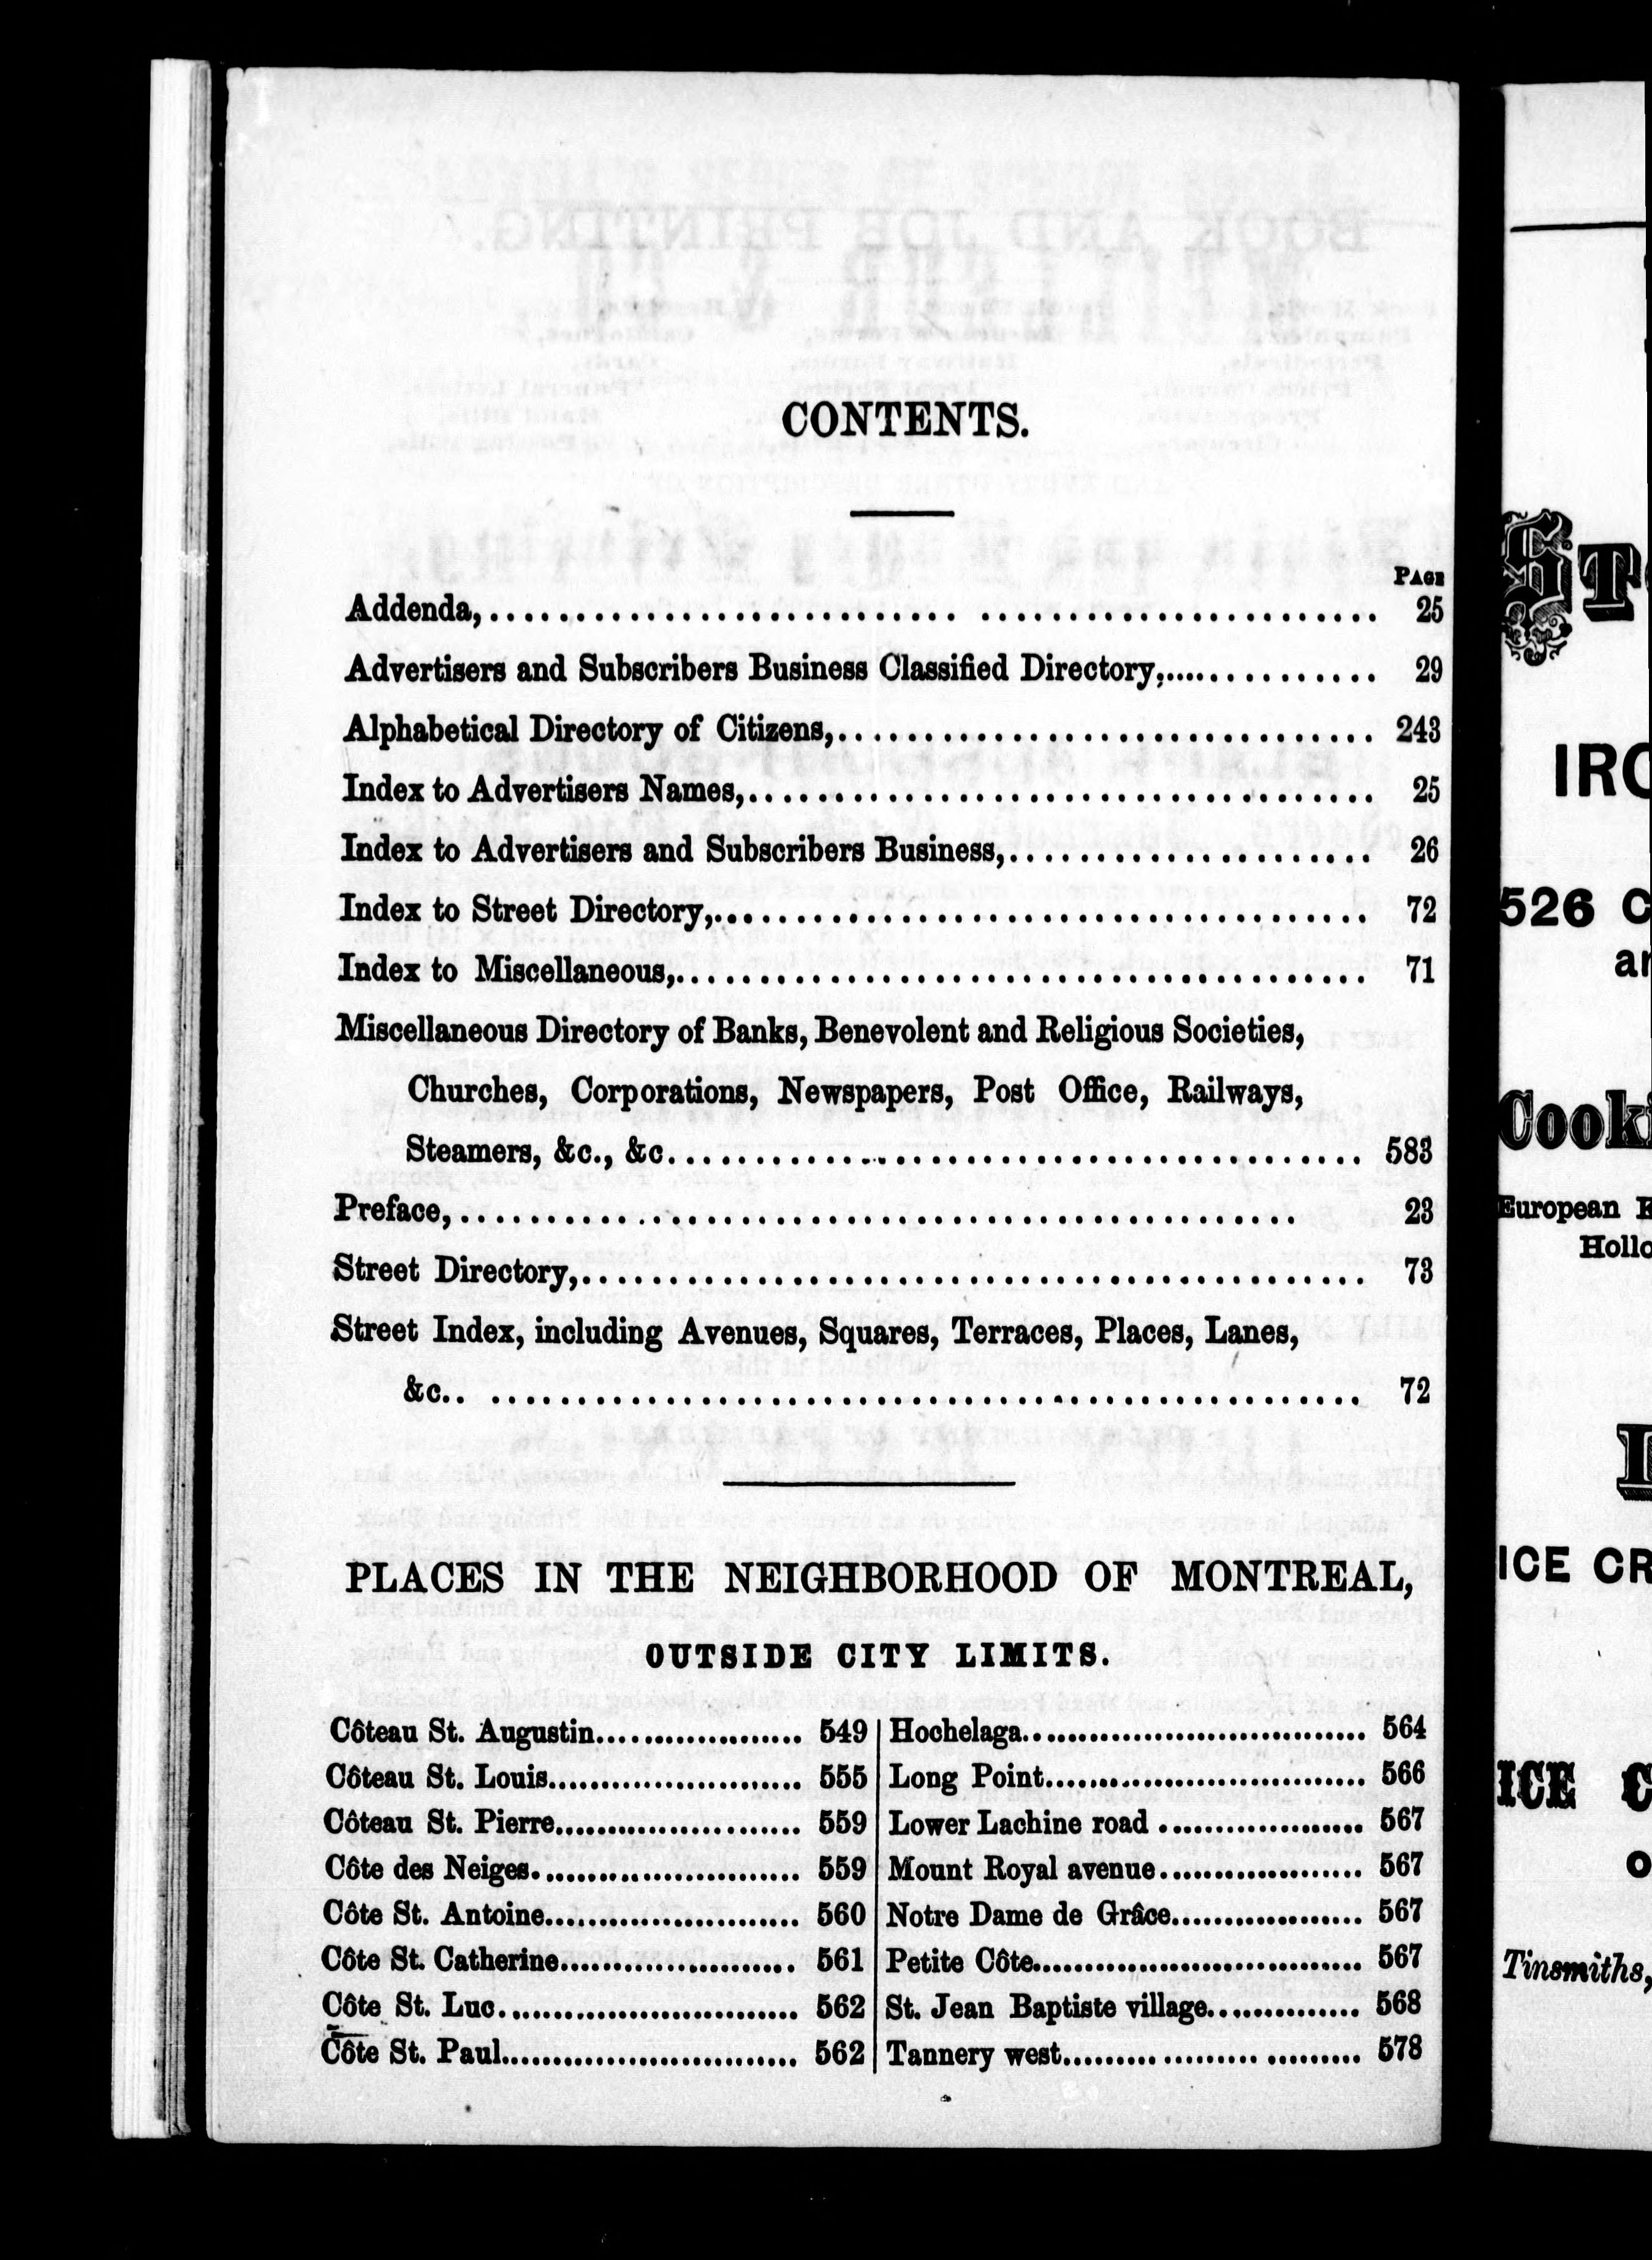 CONTENTS.
PAGE
Addenda,.......................... ........................ 25
Advertisers and Subscribers Business Classified Directory,............... 29
Alphabetical Directory of Citizens,................................ 243
Index to Advertisers Names,..................................... 25
Index to Advertisers and Subscribers Business,..................... 26
Index to Street Directory,...................................... 72
Index to Miscellaneous,........................................ 71
Miscellaneous Directory of Banks, Benevolent and Religious Societies,
Churches, Corporations, Newspapers, Post Office, Railways,
Steamers, &c., &c......................................... 583
Preface,................................................ 23
Street Directory,.............................................. 73
Street Index, including Avenues, Squares, Terraces, Places, Lanes,
&c.. .................................................. 72
PLACES IN THE NEIGHBORHOOD OF MONTREAL,
OUTSIDE CITY LIMITS.
Côteau St. Augustin.................... 549
Côteau St. Louis........................ 555
Côteau St. Pierre........................ 559
Côte des Neiges......................... 559
Côte St. Antoine........................ 560
Côte St. Catherine...................... 561
Côte St. Luc............................. 562
Côte St. Paul............................ 562
Hochelaga................................ 564
Long Point............................... 566
Lower Lachine road .................... 567
Mount Royal avenue.................... 567
Notre Dame de Grâce................... 567
Petite Côte................................ 567
St. Jean Baptiste village............... 568
Tannery west......... ......... ......... 578
526
Cooki
European
Hollo
ICE CR
ICE
Tinsmiths,